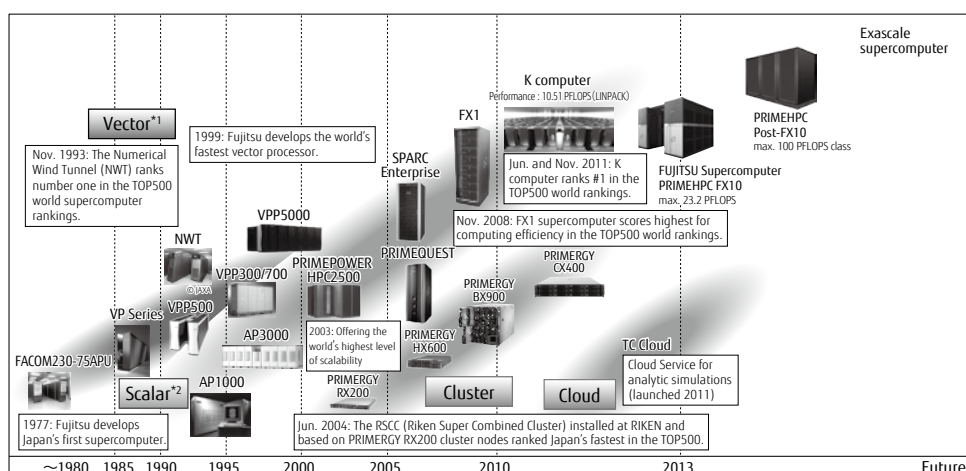 Exascale
supercomputer
K computer
Performance : 10.51 PFLOPS(LINPACK)
FX1
PRIMEHPC
Post-FX10
max. 100 PFLOPS class
Vector*1
Nov. 1993: The Numerical
Wind Tunnel (NWT) ranks
number one in the TOP500
world supercomputer
rankings.
1999: Fujitsu develops the world's
fastest vector processor.
SPARC
Enterprise
Jun. and Nov. 2011: K
computer ranks #1 in the
TOP500 world rankings.
FUJITSU Supercomputer
PRIMEHPC FX10
max. 23.2 PFLOPS
Nov. 2008: FX1 supercomputer scores highest for
computing efficiency in the TOP500 world rankings.
VPP5000
NWT
©JAXA
VPP300/700
PRIMEPOWER
HPC2500
PRIMEQUEST
PRIMERGY
CX400
PRIMERGY
BX900
VP Series
VPP500
AP3000
2003: Offering the
world's highest level
of scalability
PRIMERGY
HX600
FACOM230-75APU
TC Cloud
Cloud Service for
analytic simulations
(launched 2011)
Scalar*2
AP1000
PRIMERGY
RX200
Cluster
Cloud
1977: Fujitsu develops
Japan's first supercomputer.
Jun. 2004: The RSCC (Riken Super Combined Cluster) installed at RIKEN and
based on PRIMERGY RX200 cluster nodes ranked Japan's fastest in the TOP500.
～1980 1985 1990 1995 2000 2005 2010 2013 Future